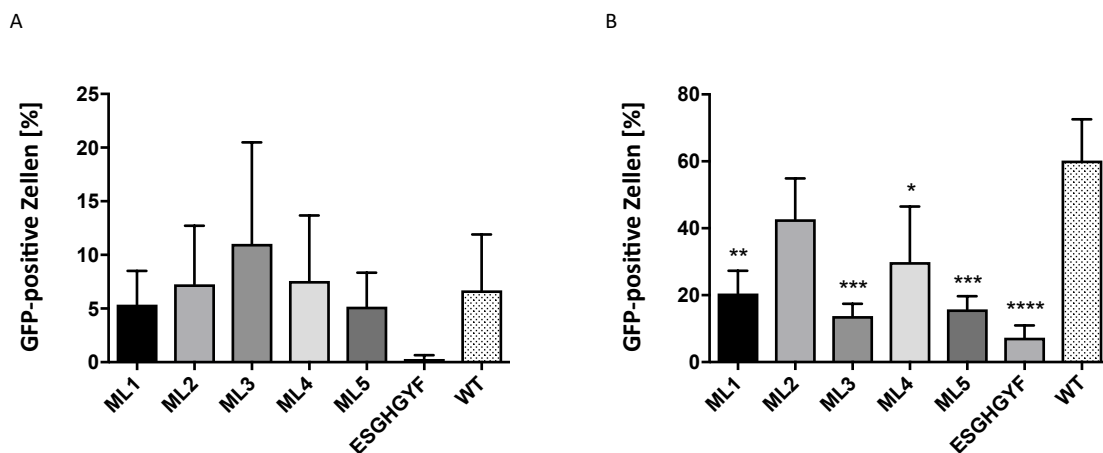 A
GFP-positive Zellen [%]
25
20
15
10
5
0
ML1
ML2
ML3
ML4
ML5
ESGHGYF
WT
B
GFP-positive Zellen [%]
80
60
40
20
0
**
***
*
***
****
ML1
ML2
ML3
ML4
ML5
ESGHGYF
WT